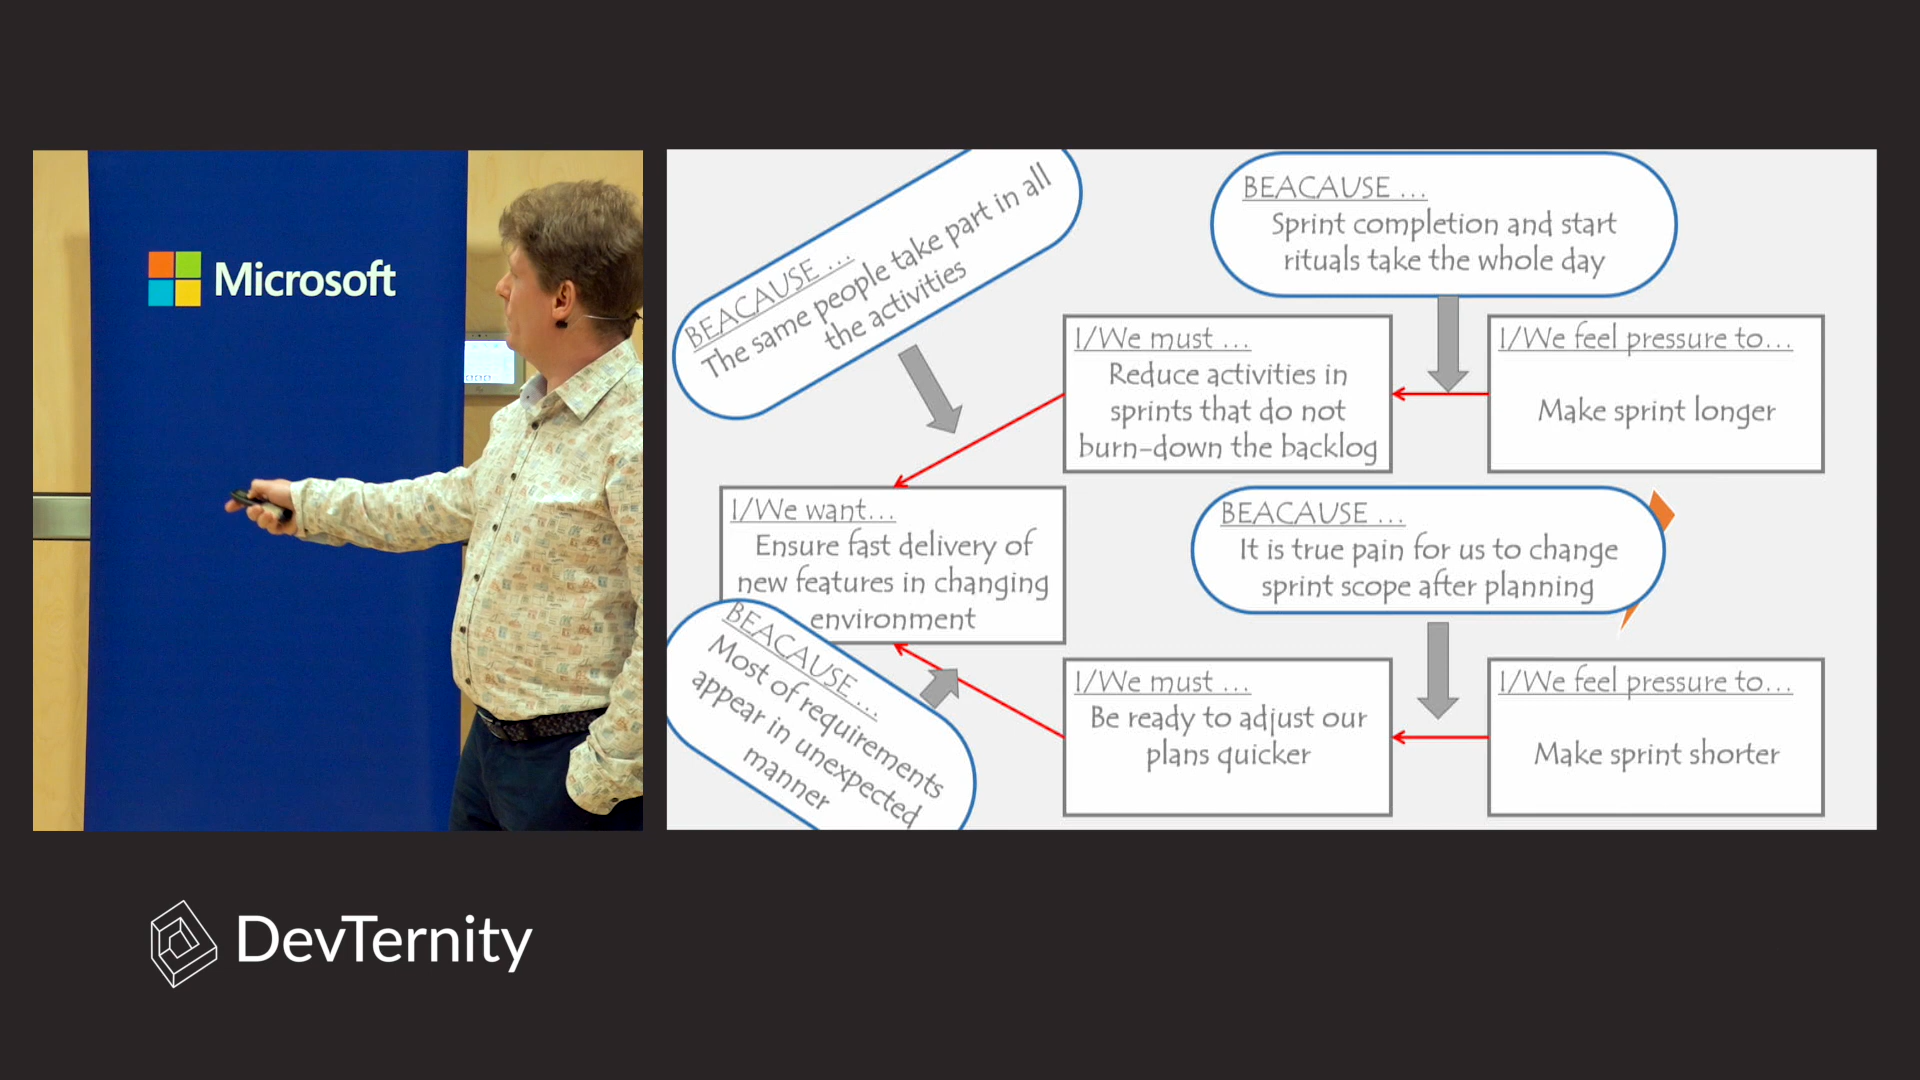 Microsoft
BEACAUSE ...
The same people take part in all
the activities
BEACAUSE ...
Sprint completion and start
rituals take the whole day
I/We must ...
Reduce activities in
sprints that do not
burn-down the backlog
I/We feel pressure to...
Make sprint longer
I/We want...
Ensure fast delivery of
new features in changing
environment
BEACAUSE ...
It is true pain for us to change
sprint scope after planning
BEACAUSE ...
Most of requirements
appear in unexpected
manner
I/We must ...
Be ready to adjust our
plans quicker
I/We feel pressure to...
Make sprint shorter
DevTernity